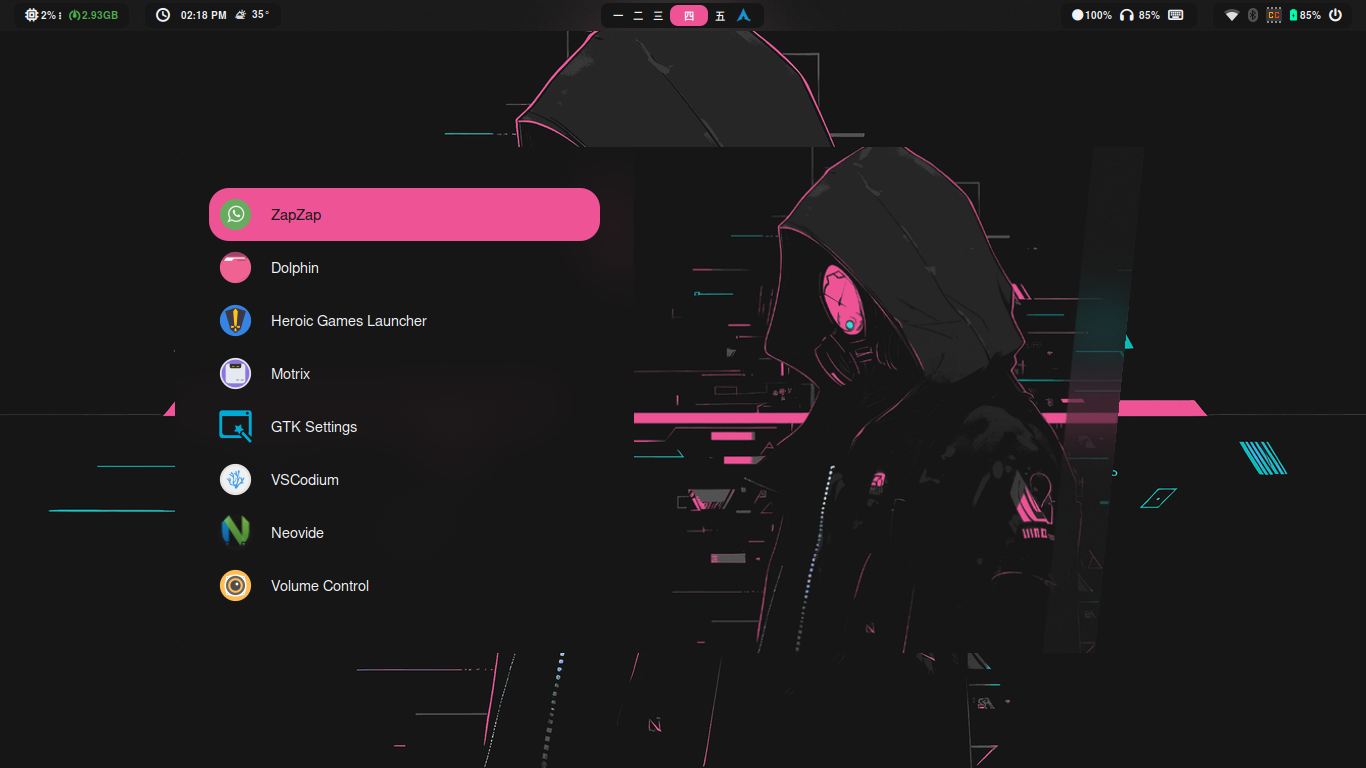 2% 2.93GB 02:18 PM 35° 一 二 三 四 五 100% 85% CC 85%
ZapZap
Dolphin
Heroic Games Launcher
Motrix
GTK Settings
VSCodium
Neovide
Volume Control